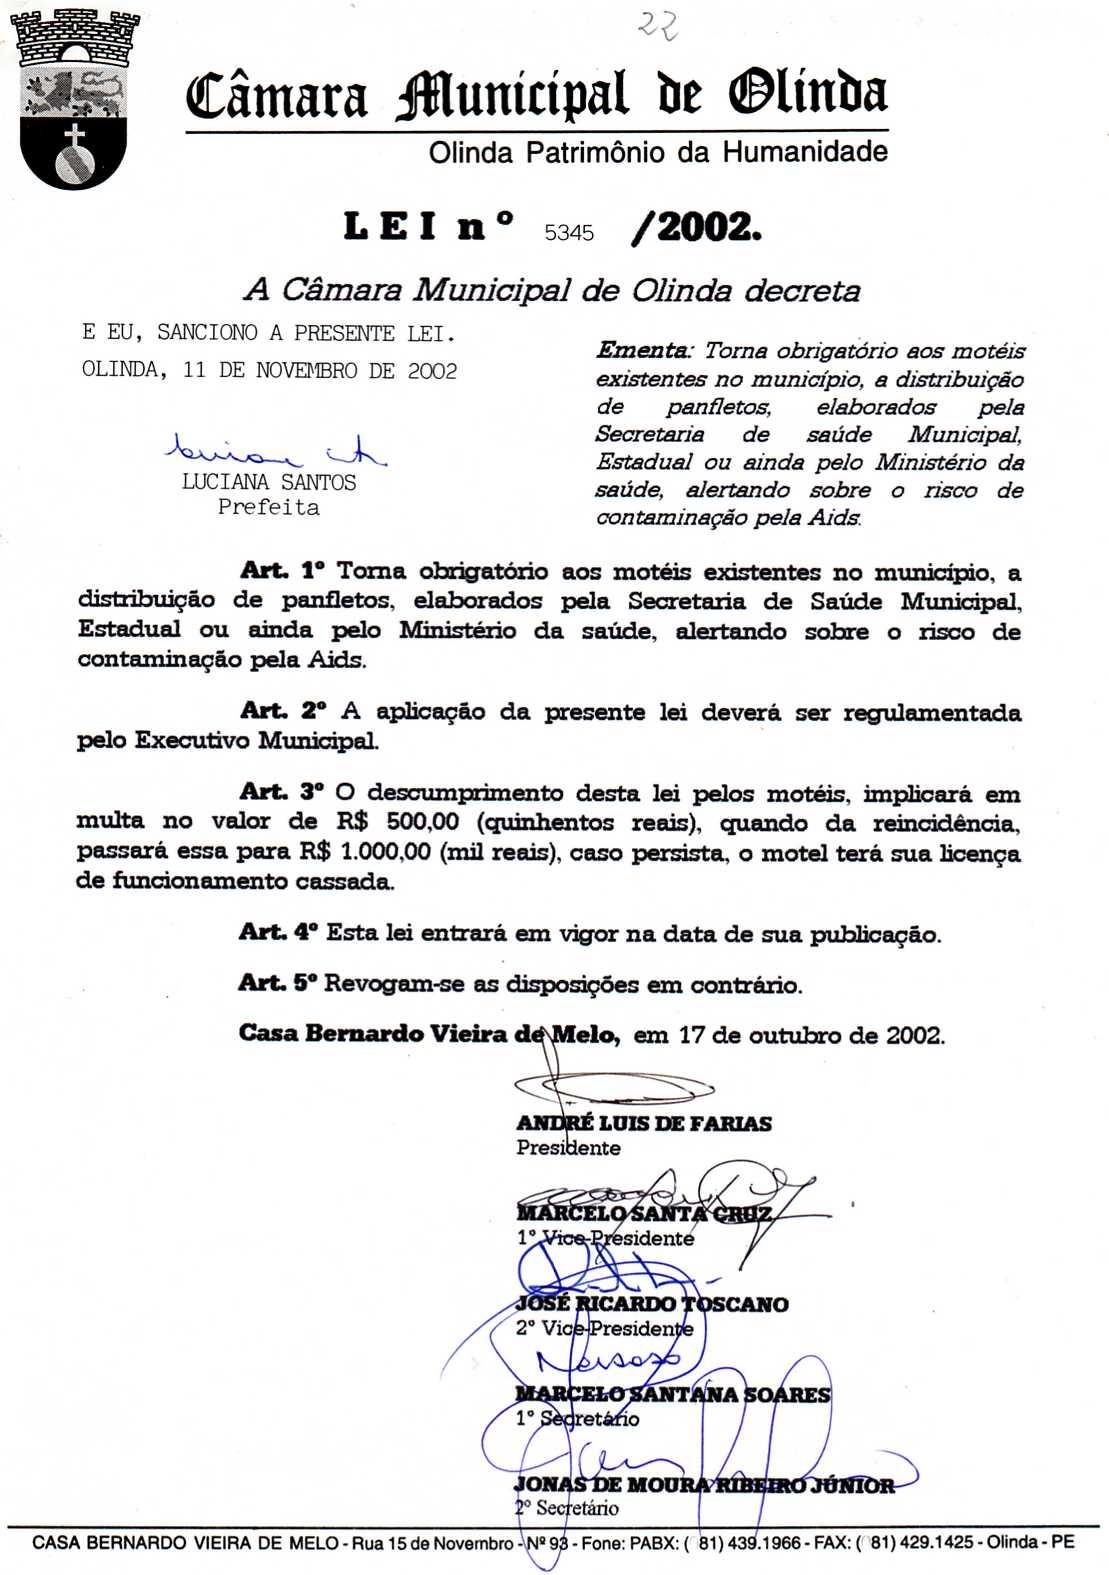 22
Câmara Municipal de Olinda
Olinda Patrimônio da Humanidade
LEI nº 5345 /2002.
A Câmara Municipal de Olinda decreta
E EU, SANCIONO A PRESENTE LEI.
OLINDA, 11 DE NOVEMBRO DE 2002
LUCIANA SANTOS
Prefeita
Ementa: Torna obrigatório aos motéis
existentes no município, a distribuição
de panfletos, elaborados pela
Secretaria de saúde Municipal,
Estadual ou ainda pelo Ministério da
saúde, alertando sobre o risco de
contaminação pela Aids.
Art. 1º Torna obrigatório aos motéis existentes no município, a
distribuição de panfletos, elaborados pela Secretaria de Saúde Municipal,
Estadual ou ainda pelo Ministério da saúde, alertando sobre o risco de
contaminação pela Aids.
Art. 2º A aplicação da presente lei deverá ser regulamentada
pelo Executivo Municipal.
Art. 3º O descumprimento desta lei pelos motéis, implicará em
multa no valor de R$ 500,00 (quinhentos reais), quando da reincidência,
passará essa para R$ 1.000,00 (mil reais), caso persista, o motel terá sua licença
de funcionamento cassada.
Art. 4º Esta lei entrará em vigor na data de sua publicação.
Art. 5º Revogam-se as disposições em contrário.
Casa Bernardo Vieira de Melo, em 17 de outubro de 2002.
ANDRÉ LUIS DE FARIAS
Presidente
MARCELO SANTA CRUZ
1º Vice-Presidente
JOSÉ RICARDO TOSCANO
2º Vice-Presidente
MARCELO SANTANA SOARES
1º Secretário
JONAS DE MOURA RIBEIRO JÚNIOR
2º Secretário
CASA BERNARDO VIEIRA DE MELO - Rua 15 de Novembro - Nº 93 - Fone: PABX: (081) 439.1966 - FAX: (081) 429.1425 - Olinda - PE